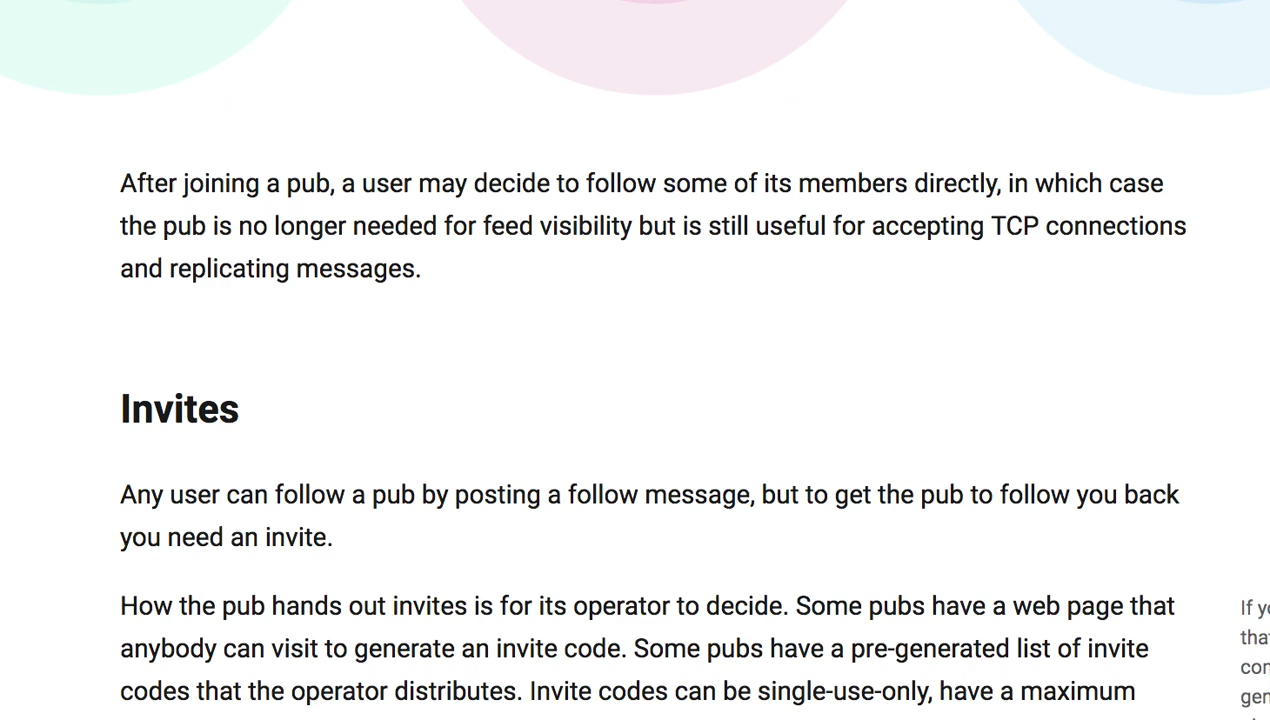 After joining a pub, a user may decide to follow some of its members directly, in which case
the pub is no longer needed for feed visibility but is still useful for accepting TCP connections
and replicating messages.
Invites
Any user can follow a pub by posting a follow message, but to get the pub to follow you back
you need an invite.
How the pub hands out invites is for its operator to decide. Some pubs have a web page that
anybody can visit to generate an invite code. Some pubs have a pre-generated list of invite
codes that the operator distributes. Invite codes can be single-use-only, have a maximum
If